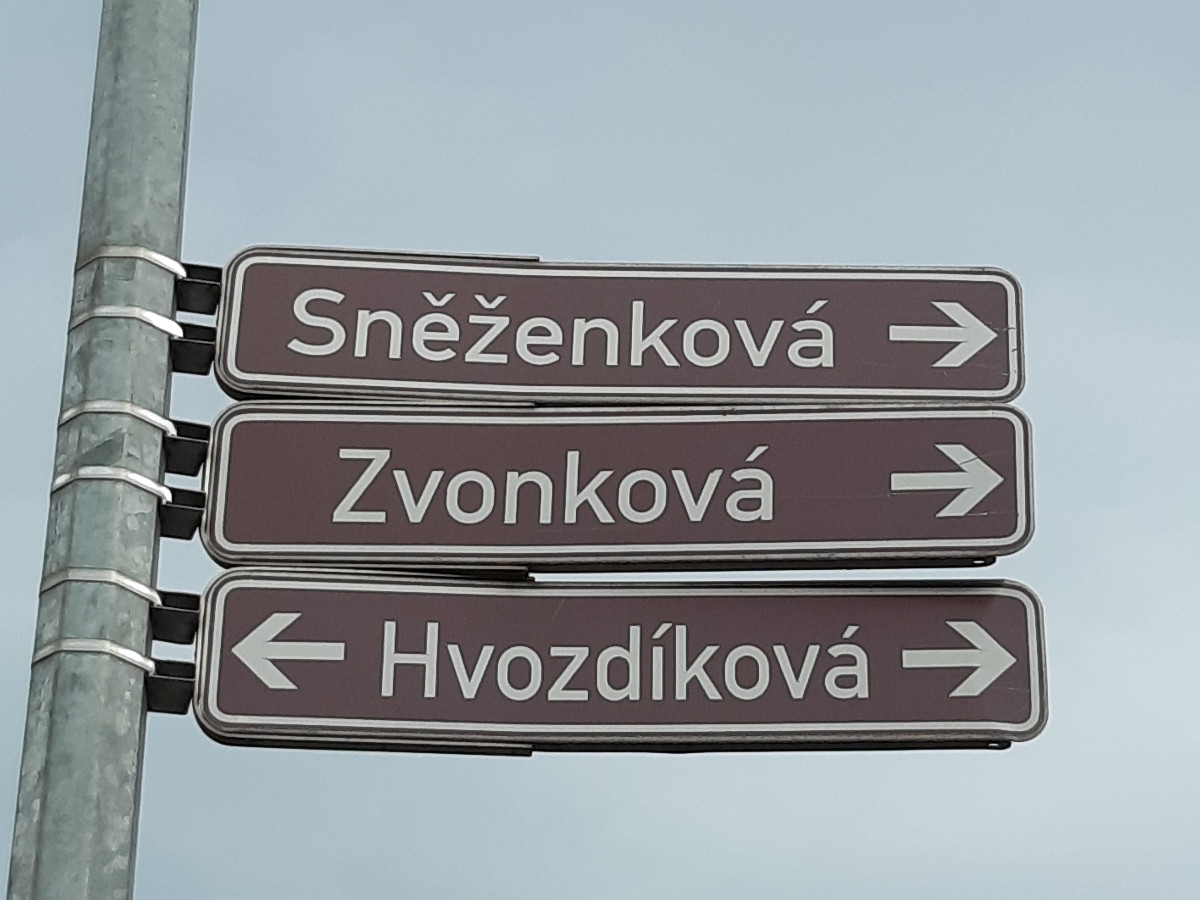 Sněženková →
Zvonková →
← Hvozdíková →